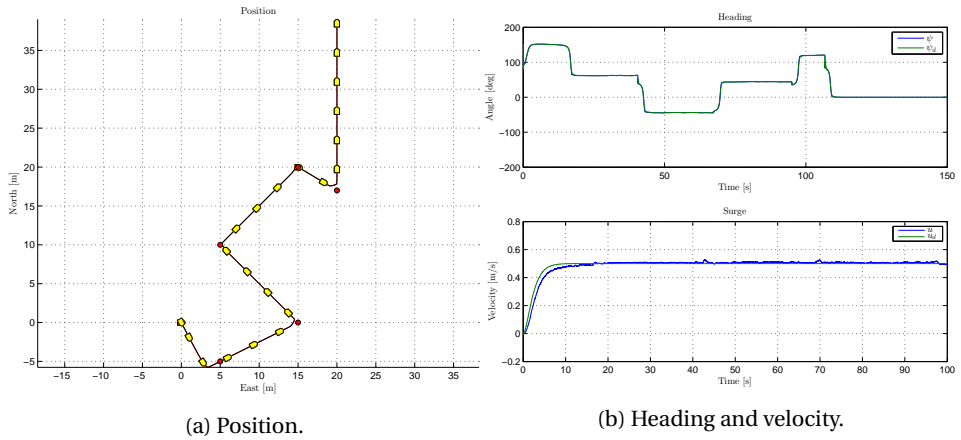 Position
35
30
25
20
15
10
5
0
−5
North [m]
−15 −10 −5 0 5 10 15 20 25 30 35
East [m]
(a) Position.
Heading
200
100
0
−100
−200
Angle [deg]
ψ
ψd
0 50 100 150
Time [s]
Surge
0.8
0.6
0.4
0.2
0
−0.2
Velocity [m/s]
u
ud
0 10 20 30 40 50 60 70 80 90 100
Time [s]
(b) Heading and velocity.